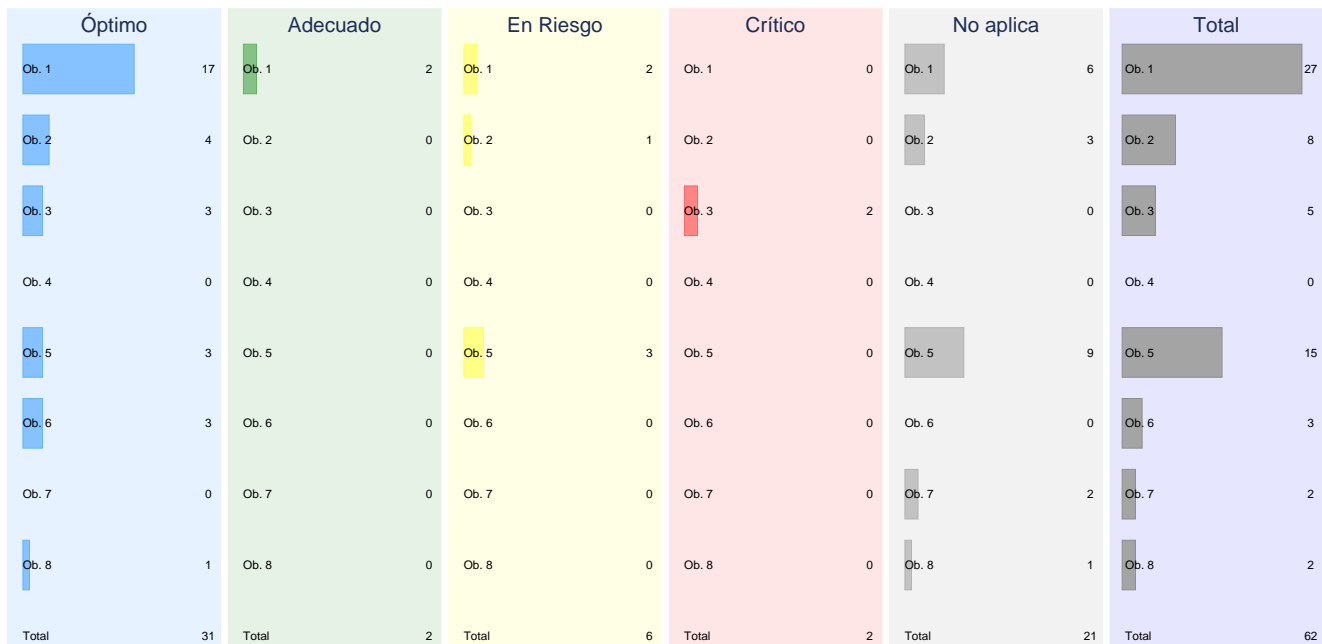 Óptimo Adecuado En Riesgo Crítico No aplica Total
Ob. 1 17 Ob. 1 2 Ob. 1 2 Ob. 1 0 Ob. 1 6 Ob. 1 27
Ob. 2 4 Ob. 2 0 Ob. 2 1 Ob. 2 0 Ob. 2 3 Ob. 2 8
Ob. 3 3 Ob. 3 0 Ob. 3 0 Ob. 3 2 Ob. 3 0 Ob. 3 5
Ob. 4 0 Ob. 4 0 Ob. 4 0 Ob. 4 0 Ob. 4 0 Ob. 4 0
Ob. 5 3 Ob. 5 0 Ob. 5 3 Ob. 5 0 Ob. 5 9 Ob. 5 15
Ob. 6 3 Ob. 6 0 Ob. 6 0 Ob. 6 0 Ob. 6 0 Ob. 6 3
Ob. 7 0 Ob. 7 0 Ob. 7 0 Ob. 7 0 Ob. 7 2 Ob. 7 2
Ob. 8 1 Ob. 8 0 Ob. 8 0 Ob. 8 0 Ob. 8 1 Ob. 8 2
Total 31 Total 2 Total 6 Total 2 Total 21 Total 62